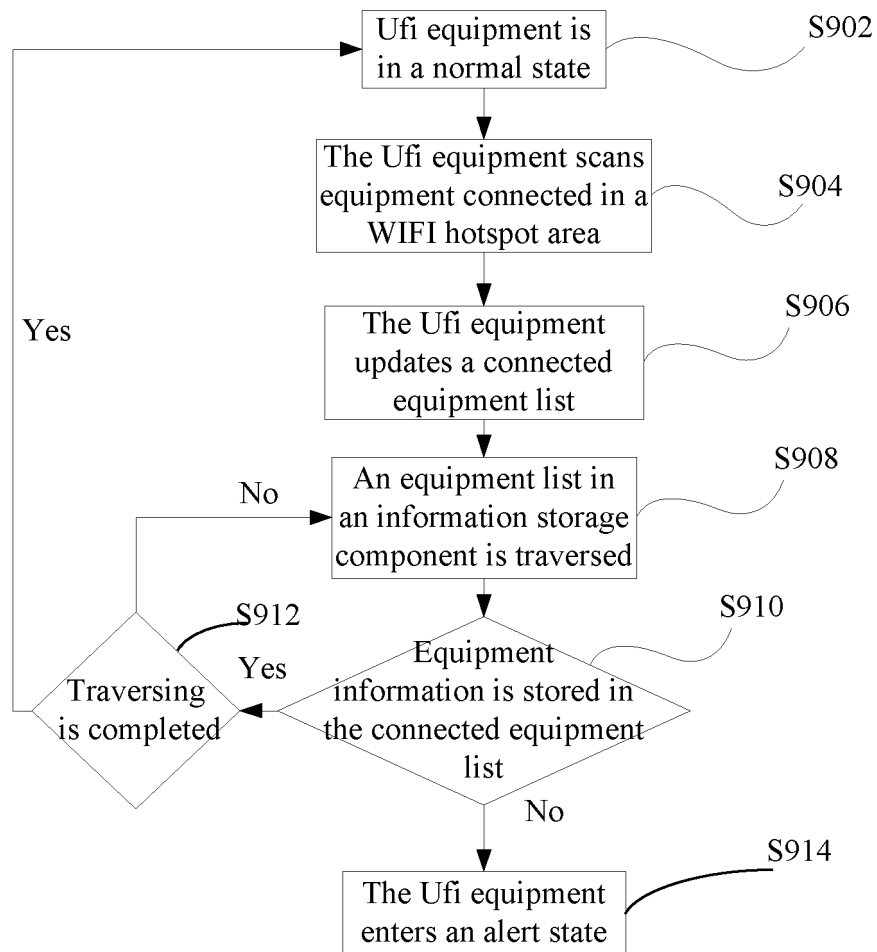 Ufi equipment is
in a normal state
S902
The Ufi equipment scans
equipment connected in a
WIFI hotspot area
S904
Yes
The Ufi equipment
updates a connected
equipment list
S906
An equipment list in
an information storage
component is traversed
S908
No
S912
Traversing
is completed
Yes
Equipment
information is stored in
the connected equipment
list
S910
No
The Ufi equipment
enters an alert state
S914